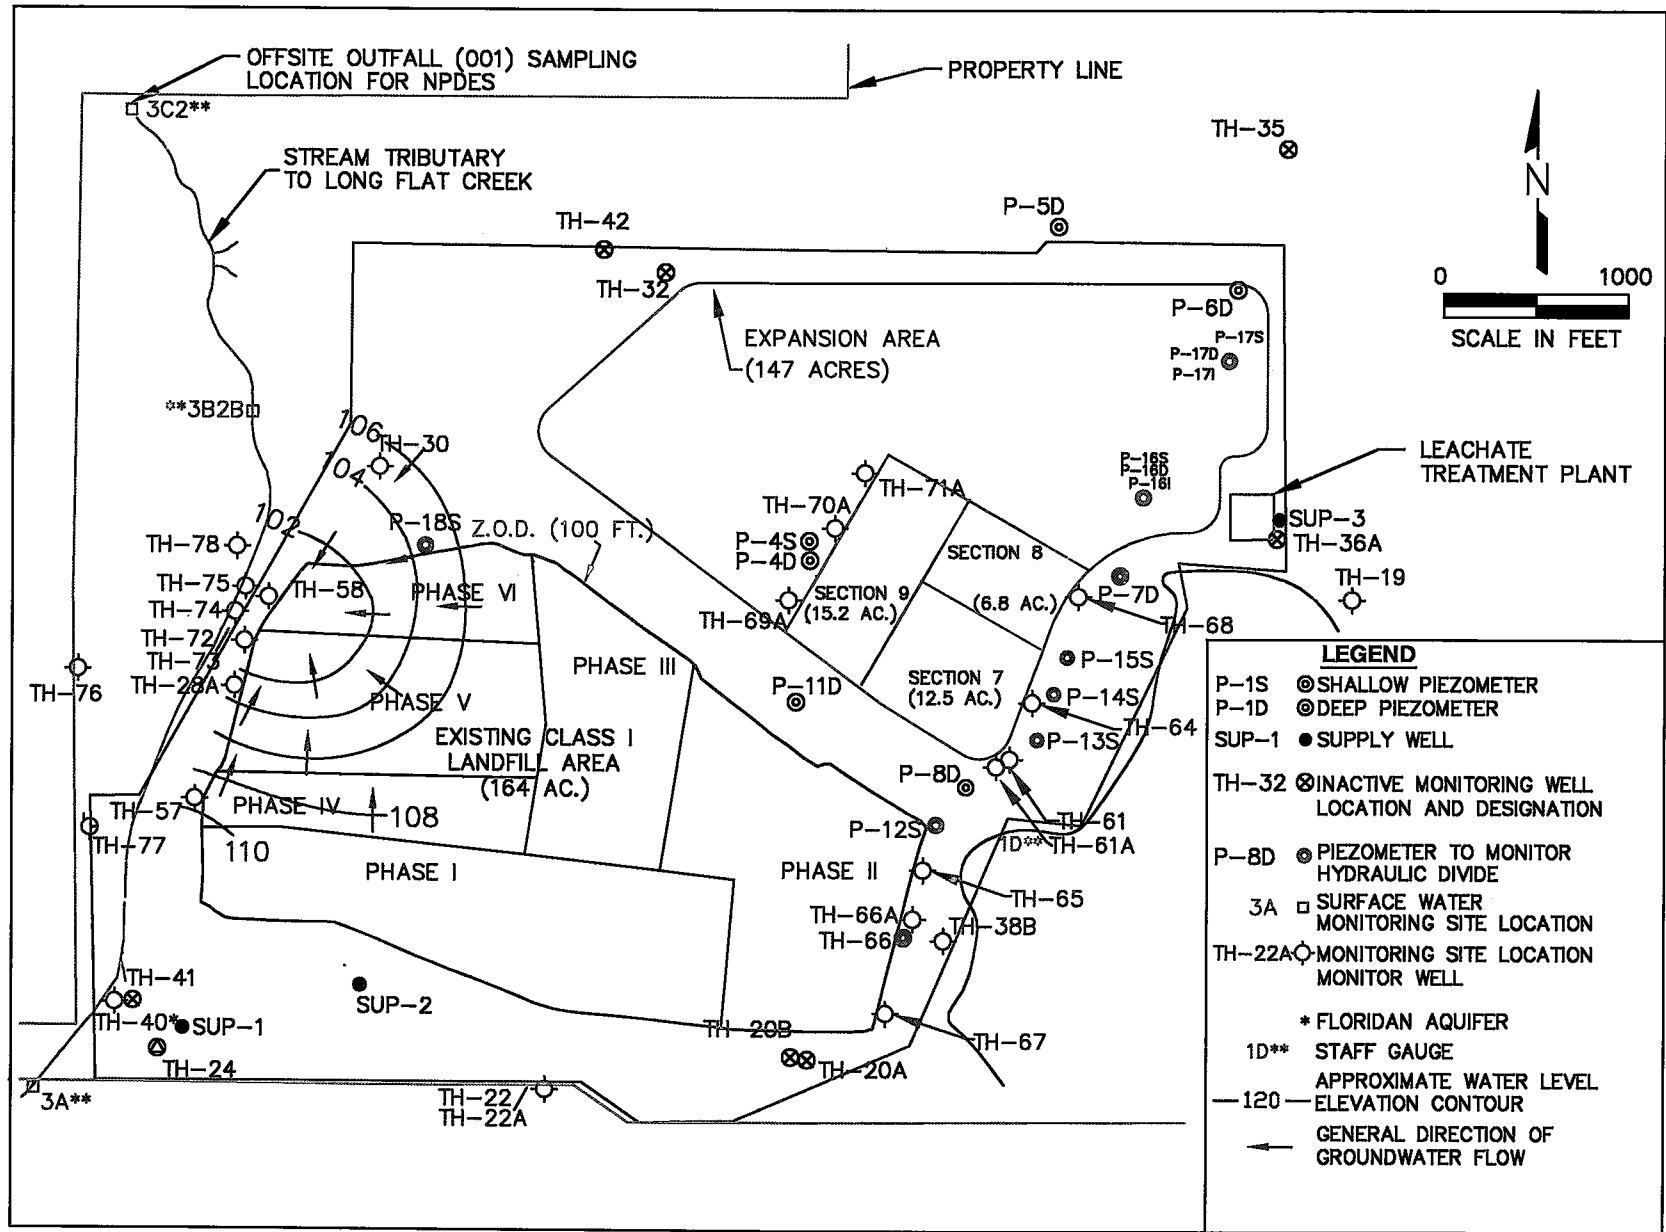 OFFSITE OUTFALL (001) SAMPLING
LOCATION FOR NPDES
PROPERTY LINE
3C2**
TH-35
STREAM TRIBUTARY
TO LONG FLAT CREEK
N
P-5D
TH-42
0 1000
SCALE IN FEET
TH-32
P-6D
EXPANSION AREA
(147 ACRES)
P-17S
P-17D
P-17I
**3B2B
106
TH-30
104
LEACHATE
TREATMENT PLANT
P-16S
P-16D
P-16I
TH-71A
TH-70A
102
P-18S
Z.O.D. (100 FT.)
SUP-3
TH-36A
TH-78
P-4S
P-4D
SECTION 8
(6.8 AC.)
TH-19
TH-75
TH-58
PHASE VI
SECTION 9
(15.2 AC.)
P-7D
TH-74
TH-69A
TH-68
TH-72
TH-73
PHASE III
P-15S
TH-76
TH-28A
PHASE V
P-11D
SECTION 7
(12.5 AC.)
P-14S
TH-64
EXISTING CLASS I
LANDFILL AREA
(164 AC.)
P-13S
P-8D
TH-57
PHASE IV
108
TH-61
P-12S
1D**
TH-61A
TH-77
110
PHASE I
PHASE II
TH-65
TH-66A
TH-38B
TH-66
TH-41
SUP-2
TH-40*
SUP-1
TH-20B
TH-67
TH-24
TH-20A
3A**
TH-22
TH-22A
LEGEND
P-1S SHALLOW PIEZOMETER
P-1D DEEP PIEZOMETER
SUP-1 SUPPLY WELL
TH-32 INACTIVE MONITORING WELL
LOCATION AND DESIGNATION
P-8D PIEZOMETER TO MONITOR
HYDRAULIC DIVIDE
3A SURFACE WATER
MONITORING SITE LOCATION
TH-22A MONITORING SITE LOCATION
MONITOR WELL
* FLORIDAN AQUIFER
1D** STAFF GAUGE
APPROXIMATE WATER LEVEL
120 ELEVATION CONTOUR
GENERAL DIRECTION OF
GROUNDWATER FLOW